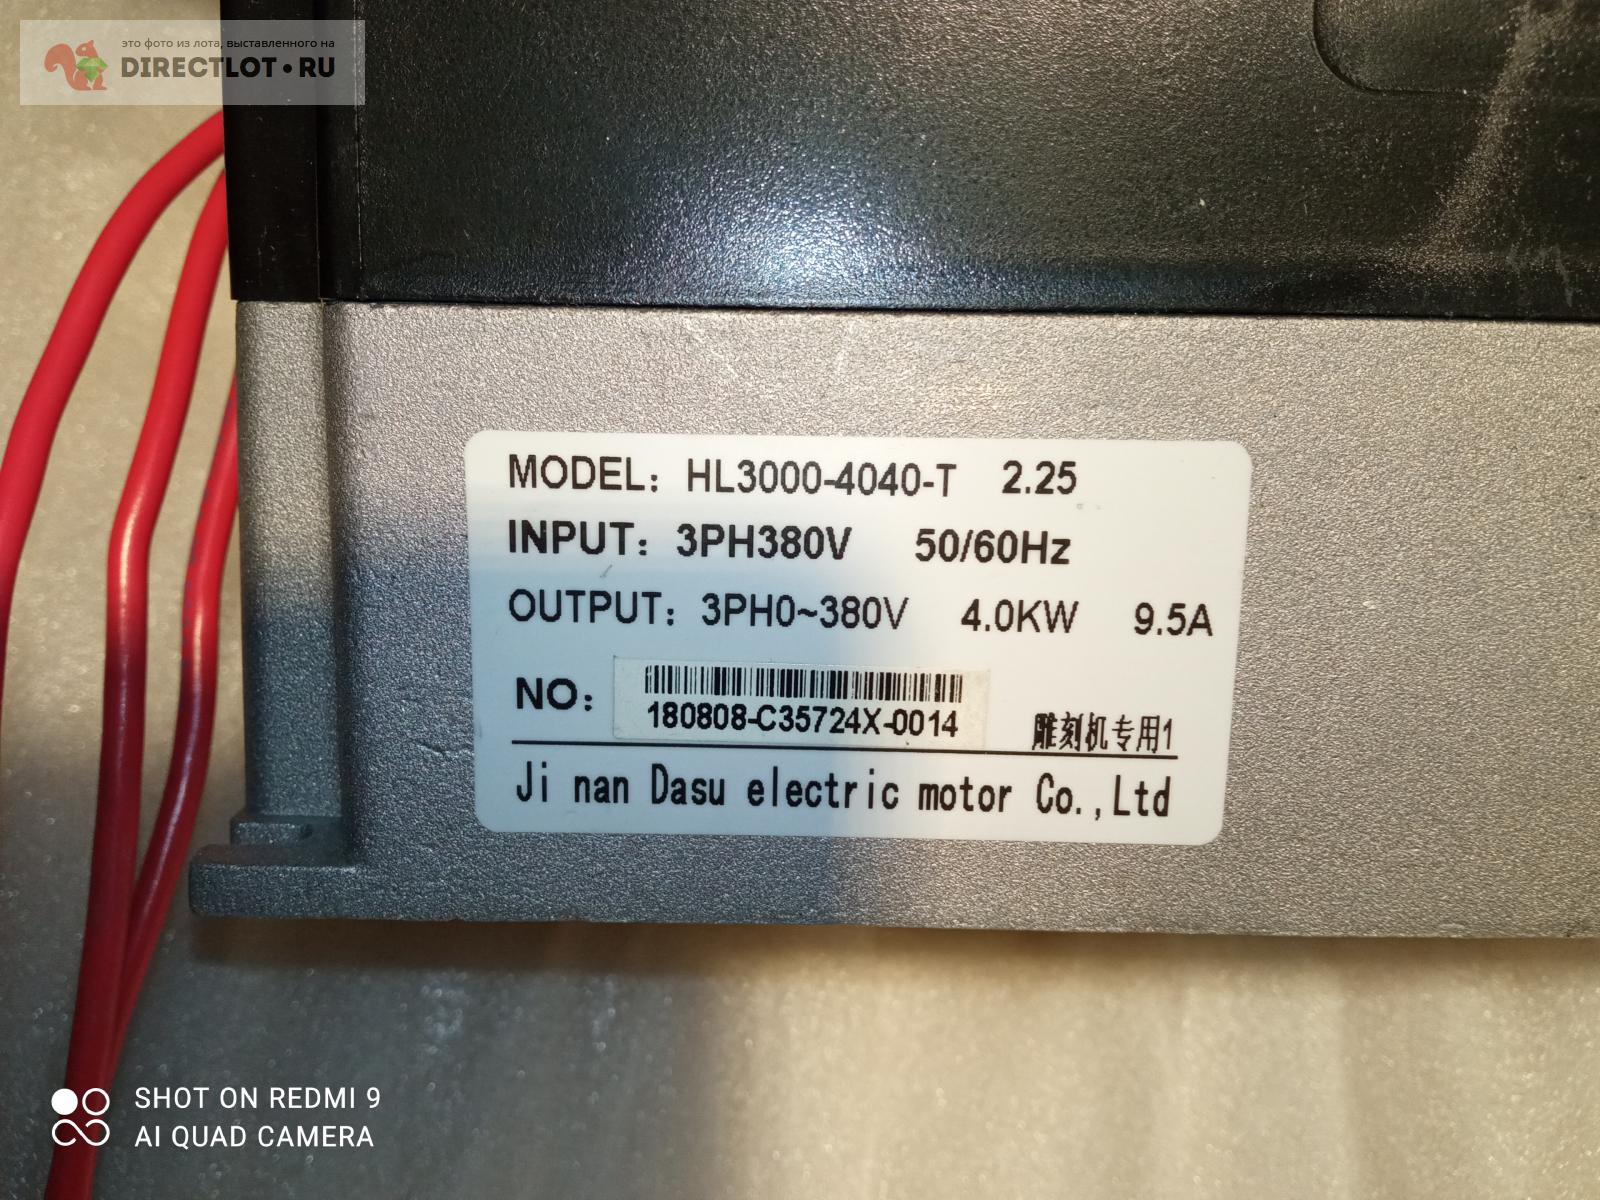 это фото из лота, выставленного на
DIRECTLOT•RU
MODEL: HL3000-4040-T 2.25
INPUT: 3PH380V 50/60Hz
OUTPUT: 3PH0~380V 4.0KW 9.5A
NO: 180808-C35724X-0014 雕刻机专用1
Ji nan Dasu electric motor Co.,Ltd
SHOT ON REDMI 9
AI QUAD CAMERA